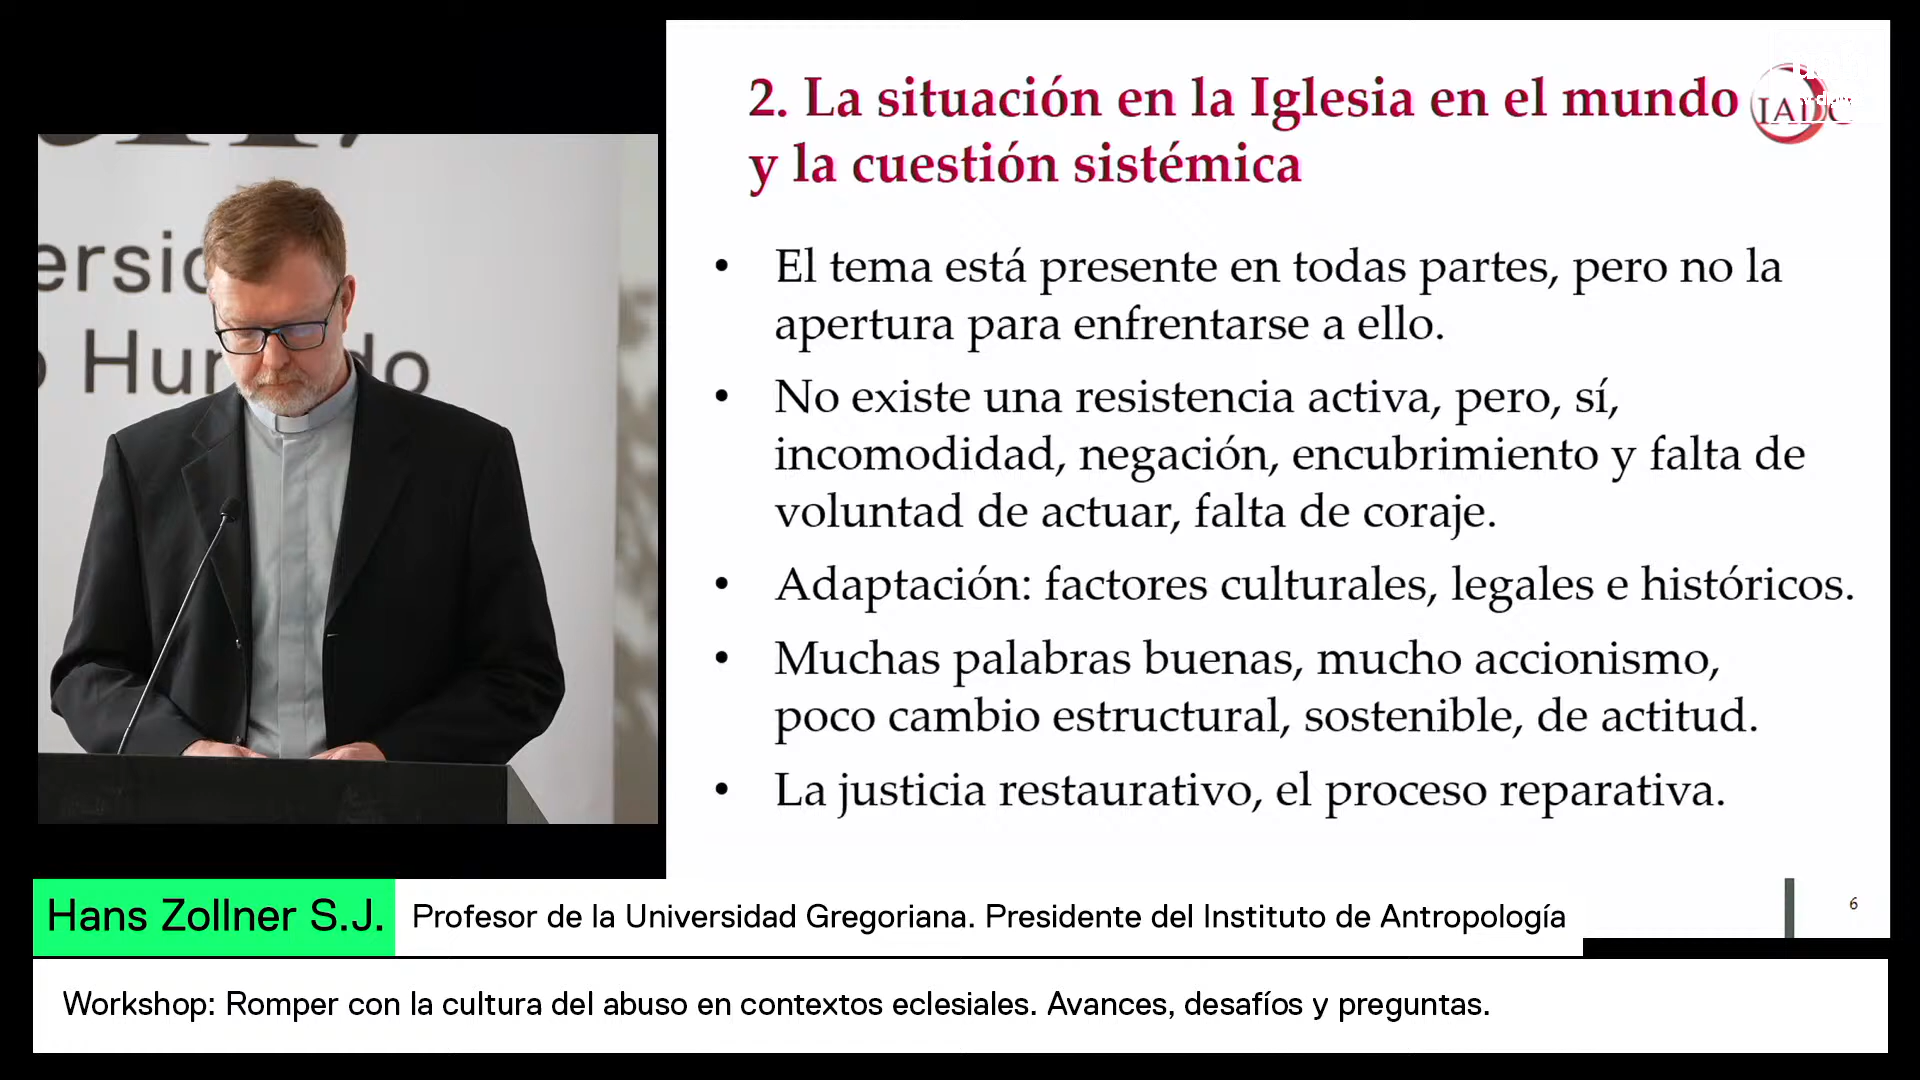 2. La situación en la Iglesia en el mundo
y la cuestión sistémica
IADC
• El tema está presente en todas partes, pero no la
apertura para enfrentarse a ello.
• No existe una resistencia activa, pero, sí,
incomodidad, negación, encubrimiento y falta de
voluntad de actuar, falta de coraje.
• Adaptación: factores culturales, legales e históricos.
• Muchas palabras buenas, mucho accionismo,
poco cambio estructural, sostenible, de actitud.
• La justicia restaurativo, el proceso reparativa.
6
ersid
Hur do
Hans Zollner S.J.
Profesor de la Universidad Gregoriana. Presidente del Instituto de Antropología
Workshop: Romper con la cultura del abuso en contextos eclesiales. Avances, desafíos y preguntas.